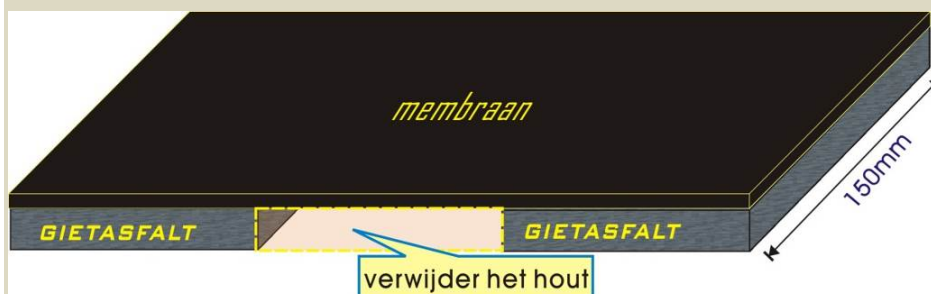 membraan
150mm
GIETASFALT
GIETASFALT
verwijder het hout